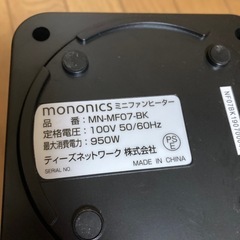 mononics ミニファンヒーター
品　　番：MN-MF07-BK
定格電圧：100V 50/60Hz
最大消費電力：950W
PSE
ティーズネットワーク 株式会社
MADE IN CHINA
SERIAL NO.